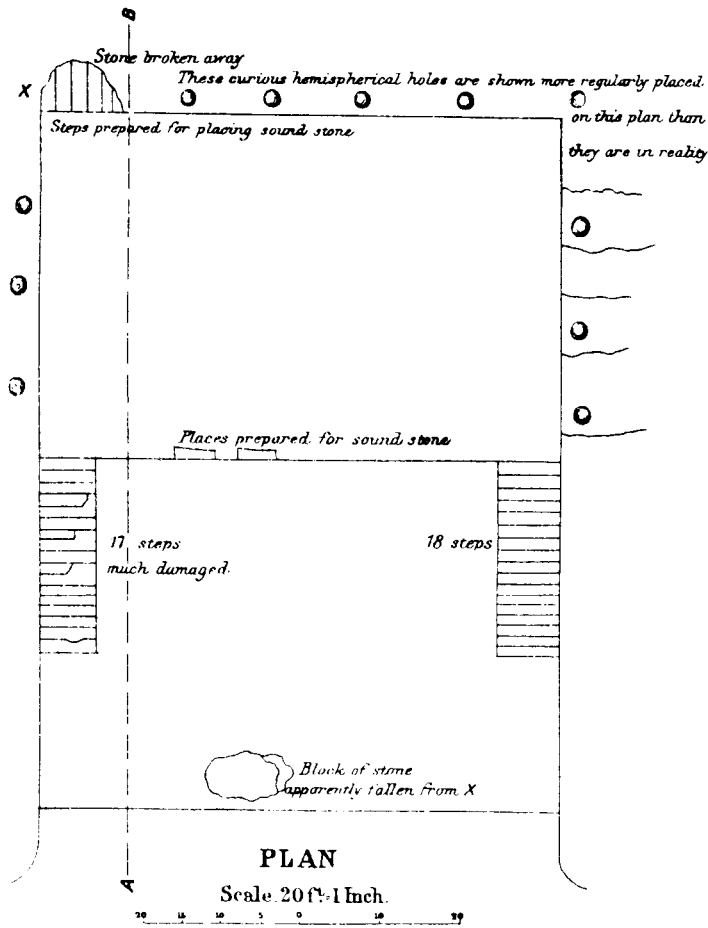 B
Stone broken away
X
These curious hemispherical holes are shown more regularly placed
on this plan than
they are in reality
Steps prepared for placing sound stone
Places prepared for sound stone
17 steps
much damaged.
18 steps
Block of stone
apparently fallen from X
A
PLAN
Scale. 20 ft = 1 Inch.
20 15 10 5 0 10 20